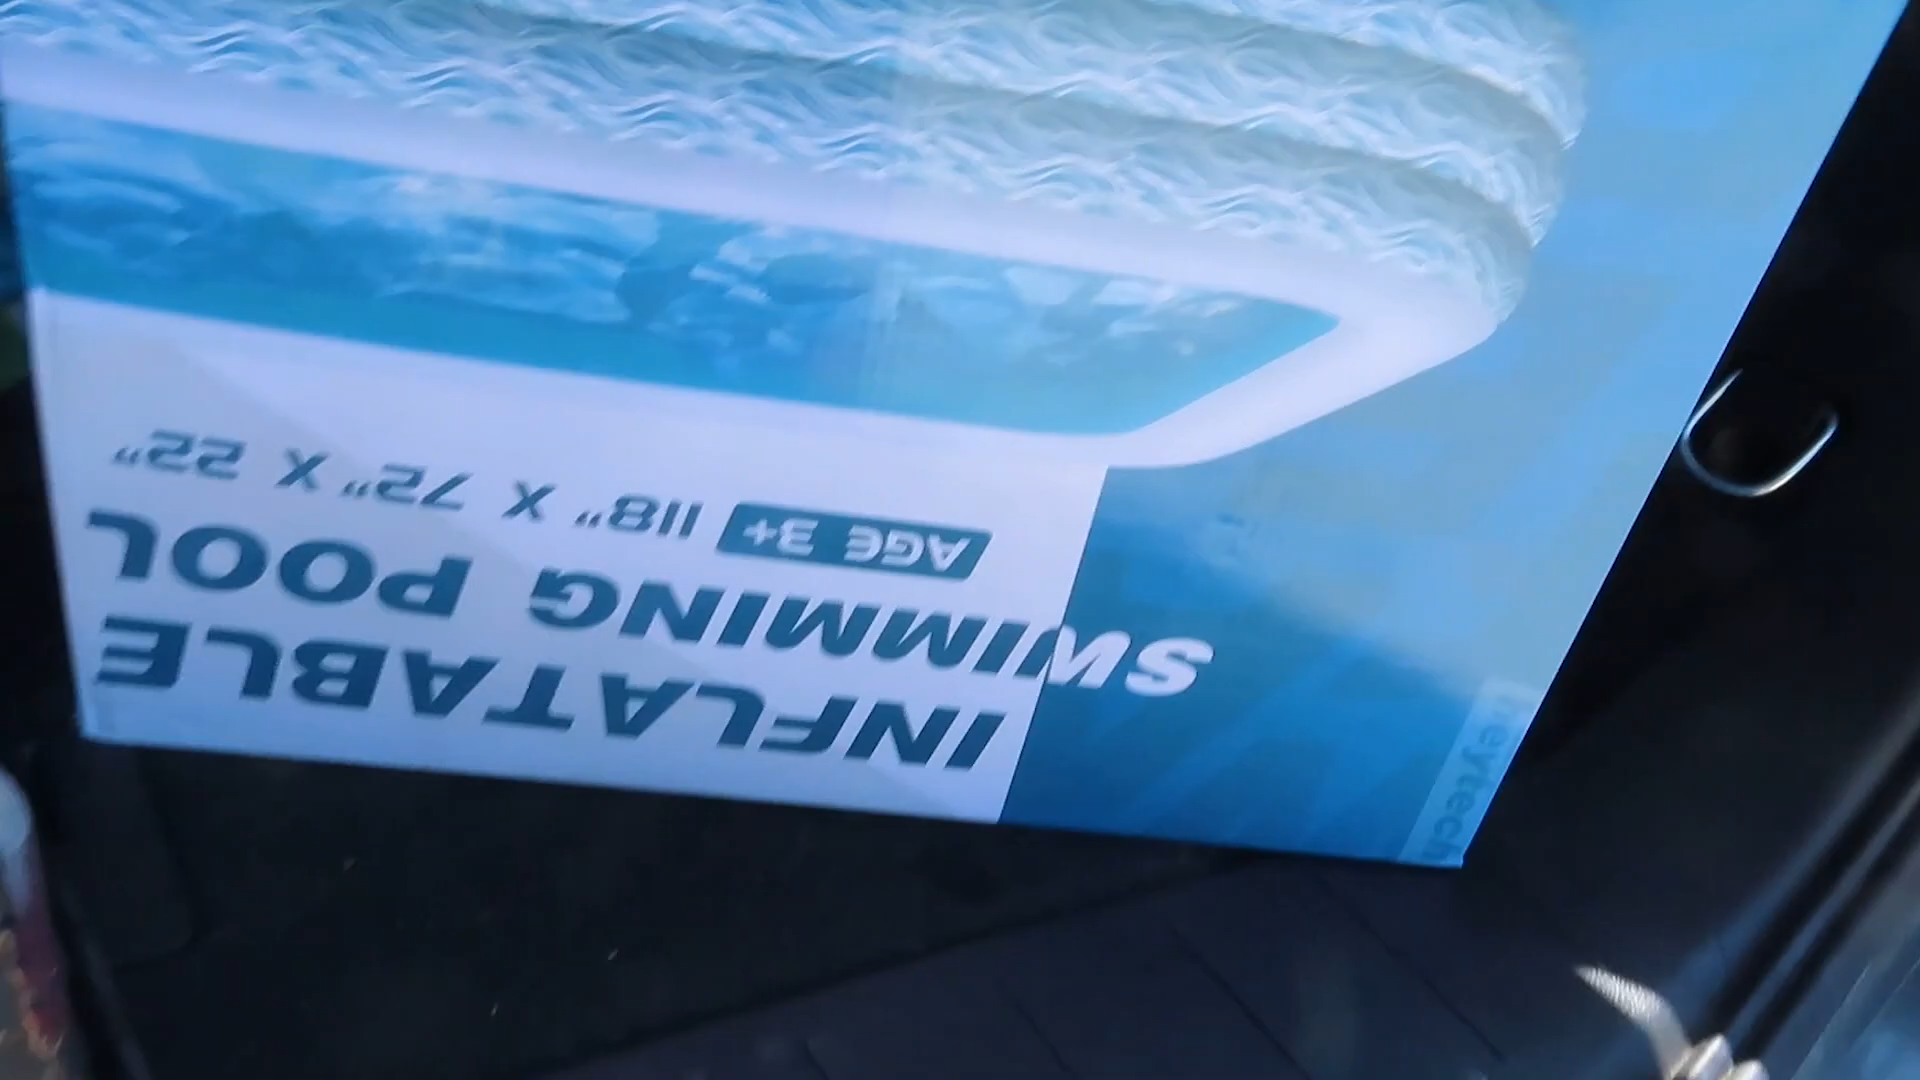 INFLATABLE
SWIMMING POOL
AGE 3+ 118" X 72" X 22"